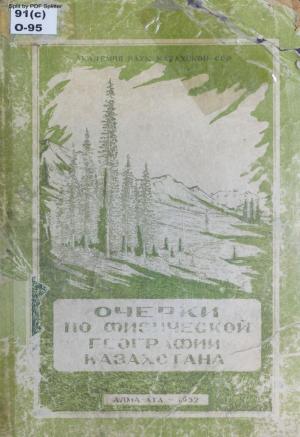 Split by PDF Splitter
91(с)
О-95
АКАДЕМИЯ НАУК КАЗАХСКОЙ ССР
ОЧЕРКИ
ПО ФИЗИЧЕСКОЙ
ГЕОГРАФИИ
КАЗАХСТАНА
АЛМА-АТА - 1952